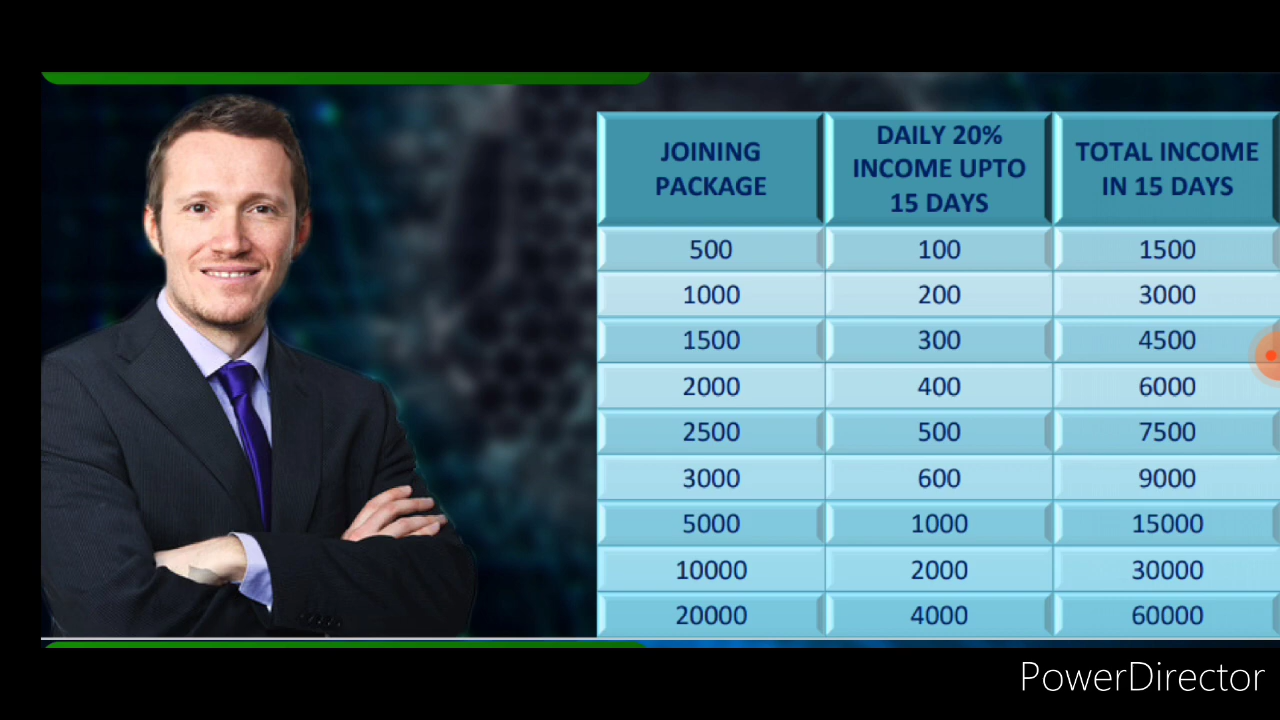 JOINING
PACKAGE
DAILY 20%
INCOME UPTO
15 DAYS
TOTAL INCOME
IN 15 DAYS
500 100 1500
1000 200 3000
1500 300 4500
2000 400 6000
2500 500 7500
3000 600 9000
5000 1000 15000
10000 2000 30000
20000 4000 60000
PowerDirector